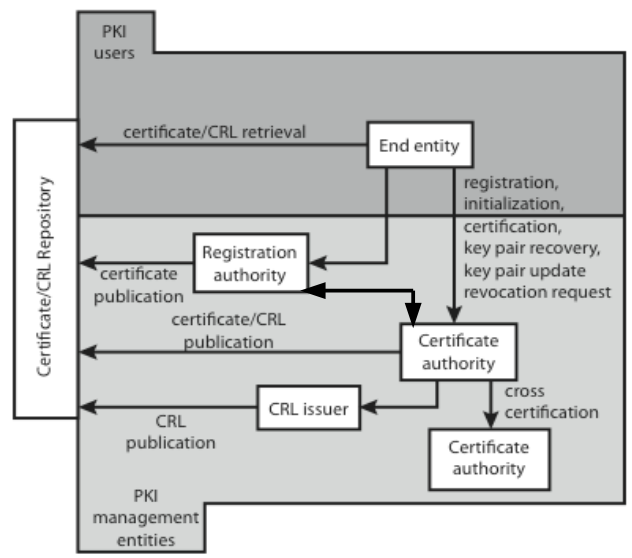 PKI
users
certificate/CRL retrieval
End entity
registration,
initialization,
certification,
key pair recovery,
key pair update
revocation request
Certificate/CRL Repository
Registration
authority
certificate
publication
certificate/CRL
publication
Certificate
authority
CRL issuer
CRL
publication
cross
certification
Certificate
authority
PKI
management
entities